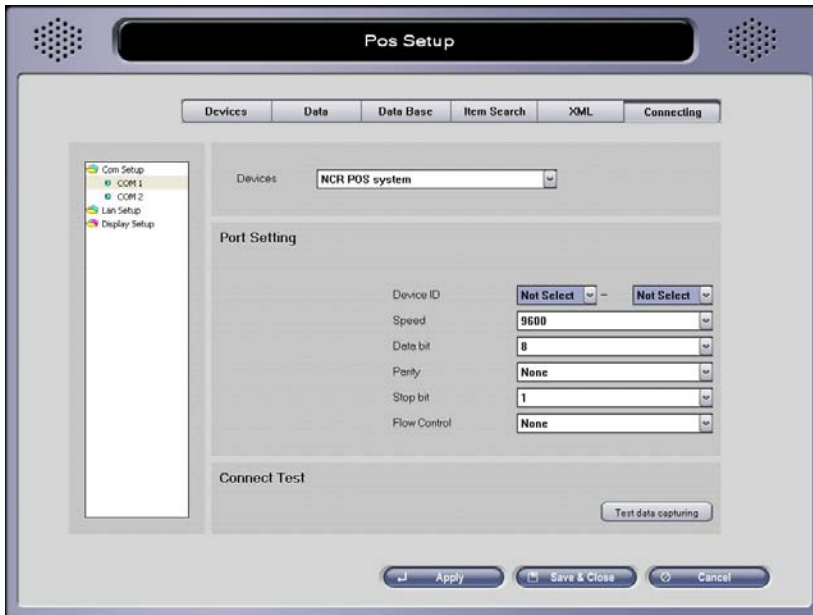 Pos Setup
Devices Data Data Base Item Search XML Connecting
Com Setup
COM 1
COM 2
Lan Setup
Display Setup
Devices NCR POS system
Port Setting
Device ID Not Select – Not Select
Speed 9600
Data bit 8
Parity None
Stop bit 1
Flow Control None
Connect Test
Test data capturing
Apply Save & Close Cancel